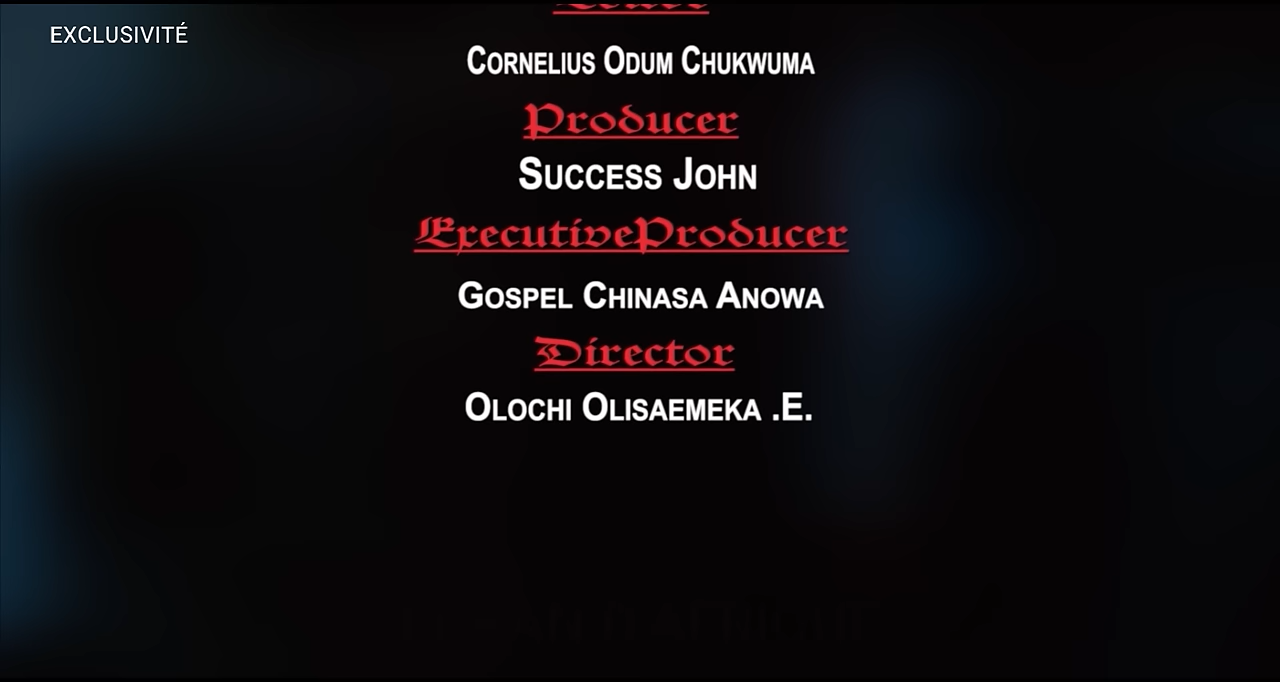 EXCLUSIVITÉ
CORNELIUS ODUM CHUKWUMA
Producer
SUCCESS JOHN
ExecutiveProducer
GOSPEL CHINASA ANOWA
Director
OLOCHI OLISAEMEKA .E.